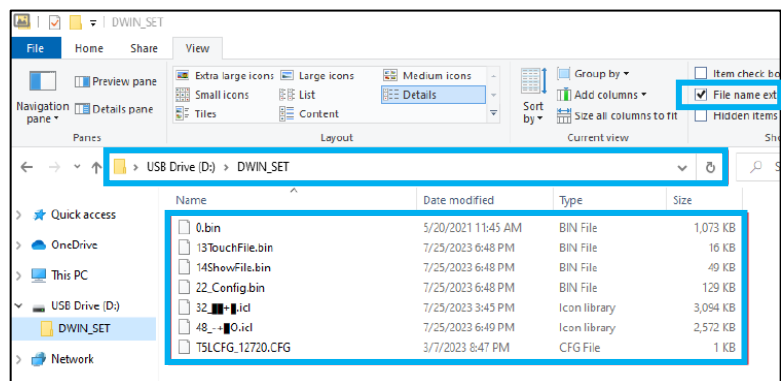 DWIN_SET
File Home Share View
Preview pane Extra large icons Large icons Medium icons Group by Item check bo
Navigation pane Details pane Small icons List Details Sort by Add columns File name ext
Tiles Content Size all columns to fit Hidden items
Panes Layout Current view Sh
USB Drive (D:) > DWIN_SET
Name Date modified Type Size
Quick access 0.bin 5/20/2021 11:45 AM BIN File 1,073 KB
OneDrive 13TouchFile.bin 7/25/2023 6:48 PM BIN File 16 KB
14ShowFile.bin 7/25/2023 6:48 PM BIN File 49 KB
This PC 22_Config.bin 7/25/2023 6:48 PM BIN File 129 KB
USB Drive (D:) 32_██+█.icl 7/25/2023 3:45 PM Icon library 3,094 KB
DWIN_SET 48_-+█O.icl 7/25/2023 6:49 PM Icon library 2,572 KB
T5LCFG_12720.CFG 3/7/2023 8:47 PM CFG File 1 KB
Network